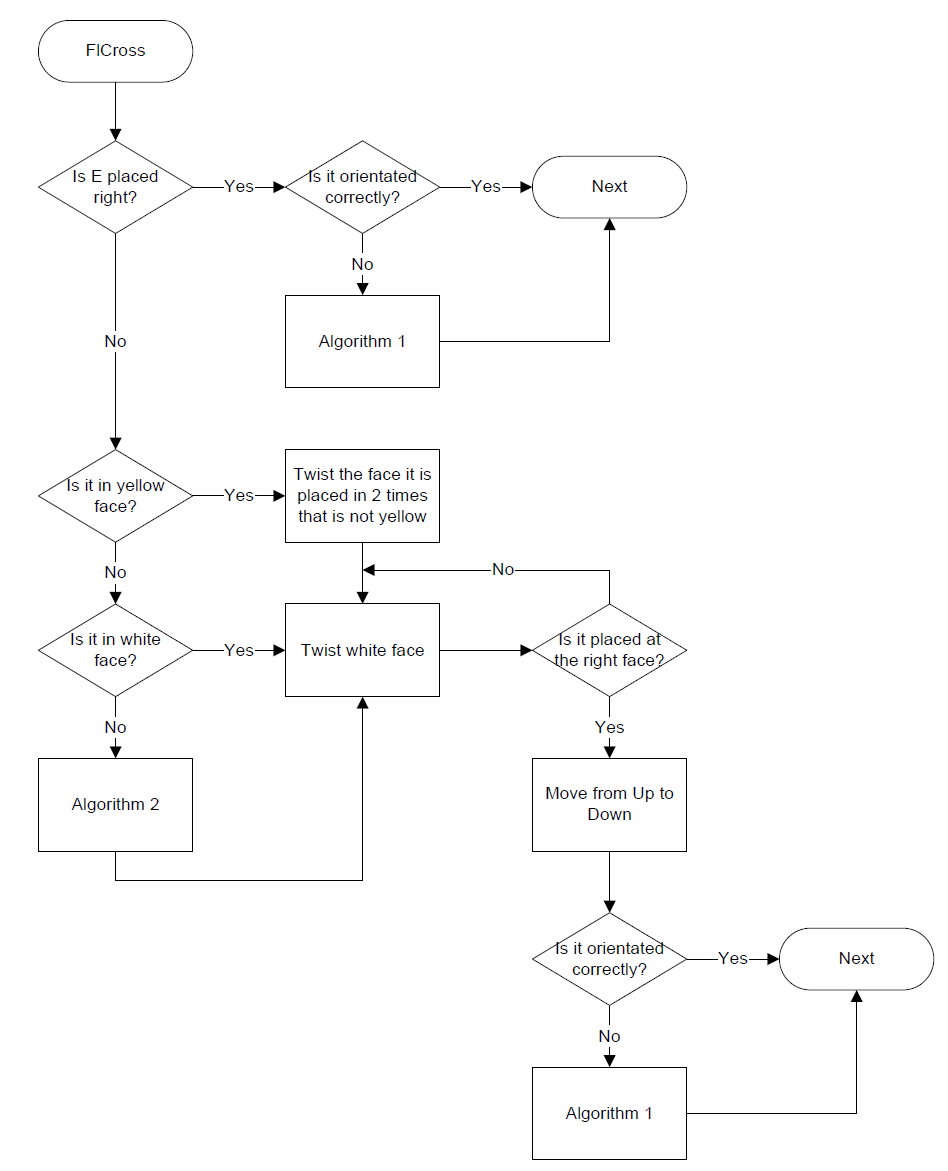 FlCross
Is E placed
right?
Yes
Is it orientated
correctly?
Yes
Next
No
Algorithm 1
No
Is it in yellow
face?
Yes
Twist the face it is
placed in 2 times
that is not yellow
No
No
Is it in white
face?
Yes
Twist white face
Is it placed at
the right face?
No
Yes
Algorithm 2
Move from Up to
Down
Is it orientated
correctly?
Yes
Next
No
Algorithm 1